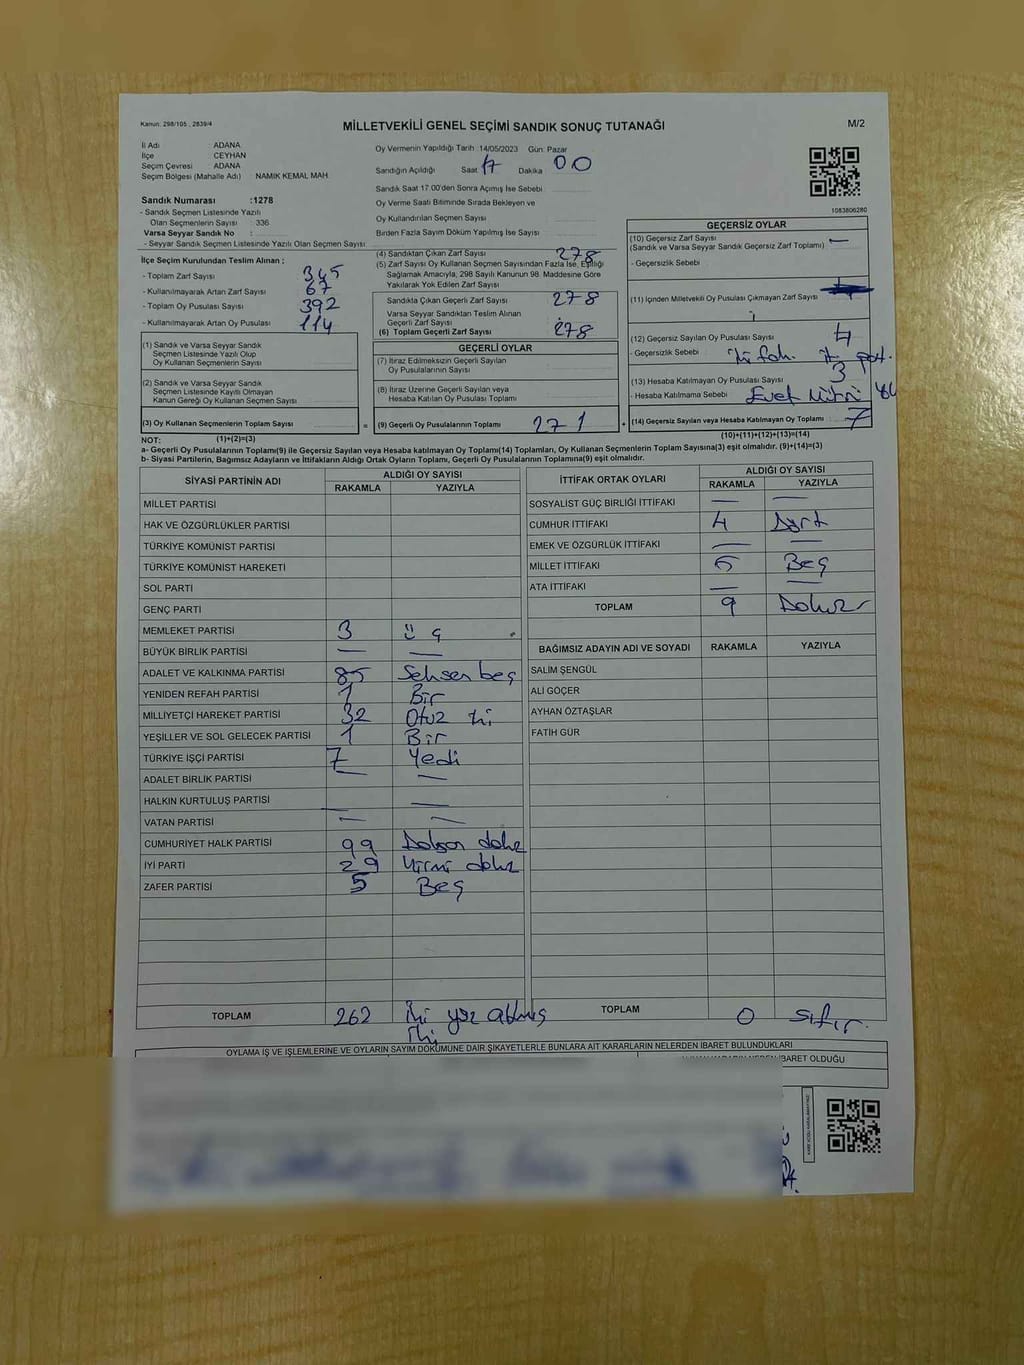 Kanun: 298/105 , 2839/4
MİLLETVEKİLİ GENEL SEÇİMİ SANDIK SONUÇ TUTANAĞI
M/2
İl Adı ADANA
İlçe CEYHAN
Seçim Çevresi ADANA
Seçim Bölgesi (Mahalle Adı) NAMIK KEMAL MAH
Sandık Numarası :1278
- Sandık Seçmen Listesinde Yazılı
Olan Seçmenlerin Sayısı : 336
Varsa Seyyar Sandık No :
- Seyyar Sandık Seçmen Listesinde Yazılı Olan Seçmen Sayısı
İlçe Seçim Kurulundan Teslim Alınan ;
- Toplam Zarf Sayısı 345
- Kullanılmayarak Artan Zarf Sayısı 67
- Toplam Oy Pusulası Sayısı 392
- Kullanılmayarak Artan Oy Pusulası 114
(1) Sandık ve Varsa Seyyar Sandık
Seçmen Listesinde Yazılı Olup
Oy Kullanan Seçmenlerin Sayısı
(2) Sandık ve Varsa Seyyar Sandık
Seçmen Listesinde Kayıtlı Olmayan
Kanun Gereği Oy Kullanan Seçmen Sayısı
(3) Oy Kullanan Seçmenlerin Toplam Sayısı =
Oy Vermenin Yapıldığı Tarih : 14/05/2023 Gün: Pazar
Sandığın Açıldığı Saat 17 Dakika 00
Sandık Saat 17.00'den Sonra Açımış İse Sebebi
Oy Verme Saati Bitiminde Sırada Bekleyen ve
Oy Kullandırılan Seçmen Sayısı
Birden Fazla Sayım Döküm Yapılmış İse Sayısı
(4) Sandıktan Çıkan Zarf Sayısı 278
(5) Zarf Sayısı Oy Kullanan Seçmen Sayısından Fazla İse, Eşitliği
Sağlamak Amacıyla, 298 Sayılı Kanunun 98. Maddesine Göre
Yakılarak Yok Edilen Zarf Sayısı
Sandıkta Çıkan Geçerli Zarf Sayısı 278
Varsa Seyyar Sandıktan Teslim Alınan
Geçerli Zarf Sayısı
(6) Toplam Geçerli Zarf Sayısı 278
GEÇERLİ OYLAR
(7) İtiraz Edilmeksizin Geçerli Sayılan
Oy Pusulalarının Sayısı
(8) İtiraz Üzerine Geçerli Sayılan veya
Hesaba Katılan Oy Pusulası Toplamı
(9) Geçerli Oy Pusulalarının Toplamı 271 +
1083806280
GEÇERSİZ OYLAR
(10) Geçersiz Zarf Sayısı —
(Sandık ve Varsa Seyyar Sandık Geçersiz Zarf Toplamı)
- Geçersizlik Sebebi
(11) İçinden Milletvekili Oy Pusulası Çıkmayan Zarf Sayısı
(12) Geçersiz Sayılan Oy Pusulası Sayısı 4
- Geçersizlik Sebebi
(13) Hesaba Katılmayan Oy Pusulası Sayısı 3
- Hesaba Katılmama Sebebi Evet
(14) Geçersiz Sayılan veya Hesaba Katılmayan Oy Toplamı 7
NOT: (1)+(2)=(3)
(10)+(11)+(12)+(13)=(14)
a- Geçerli Oy Pusulalarının Toplamı(9) ile Geçersiz Sayılan veya Hesaba katılmayan Oy Toplamı(14) Toplamları, Oy Kullanan Seçmenlerin Toplam Sayısına(3) eşit olmalıdır. (9)+(14)=(3)
b- Siyasi Partilerin, Bağımsız Adayların ve İttifakların Aldığı Ortak Oyların Toplamı, Geçerli Oy Pusulalarının Toplamına(9) eşit olmalıdır.
SİYASİ PARTİNİN ADI ALDIĞI OY SAYISI
RAKAMLA YAZIYLA
MİLLET PARTİSİ
HAK VE ÖZGÜRLÜKLER PARTİSİ
TÜRKİYE KOMÜNİST PARTİSİ
TÜRKİYE KOMÜNİST HAREKETİ
SOL PARTİ
GENÇ PARTİ
MEMLEKET PARTİSİ 3 Üç
BÜYÜK BİRLİK PARTİSİ — —
ADALET VE KALKINMA PARTİSİ 85 Seksen beş
YENİDEN REFAH PARTİSİ 1 Bir
MİLLİYETÇİ HAREKET PARTİSİ 32 Otuz iki
YEŞİLLER VE SOL GELECEK PARTİSİ 1 Bir
TÜRKİYE İŞÇİ PARTİSİ 7 Yedi
ADALET BİRLİK PARTİSİ — —
HALKIN KURTULUŞ PARTİSİ — —
VATAN PARTİSİ — —
CUMHURİYET HALK PARTİSİ 99 Doksan dokuz
İYİ PARTİ 29 Yirmi dokuz
ZAFER PARTİSİ 5 Beş
TOPLAM 262 İki yüz altmış
iki
İTTİFAK ORTAK OYLARI ALDIĞI OY SAYISI
RAKAMLA YAZIYLA
SOSYALİST GÜÇ BİRLİĞİ İTTİFAKI — —
CUMHUR İTTİFAKI 4 Dört
EMEK VE ÖZGÜRLÜK İTTİFAKI — —
MİLLET İTTİFAKI 5 Beş
ATA İTTİFAKI — —
TOPLAM 9 Dokuz
BAĞIMSIZ ADAYIN ADI VE SOYADI RAKAMLA YAZIYLA
SALİM ŞENGÜL
ALİ GÖÇER
AYHAN ÖZTAŞLAR
FATİH GÜR
TOPLAM 0 Sıfır
OYLAMA İŞ VE İŞLEMLERİNE VE OYLARIN SAYIM DÖKÜMÜNE DAİR ŞİKAYETLERLE BUNLARA AİT KARARLARIN NELERDEN İBARET BULUNDUKLARI
İBARET OLDUĞU